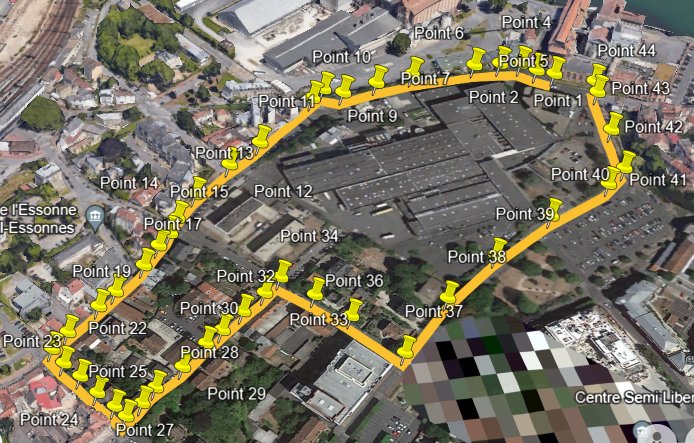 Point 4
Point 6
Point 44
Point 10
Point 5
Point 7
Point 43
Point 11
Point 2
Point 1
Point 9
Point 42
Point 13
Point 40
Point 41
Point 14
Point 15
Point 12
e l'Essonne
l-Essonnes
Point 17
Point 39
Point 34
Point 38
Point 19
Point 32
Point 36
Point 30
Point 37
Point 33
Point 22
Point 23
Point 28
Point 25
Point 29
Centre Semi Liber
Point 24
Point 27